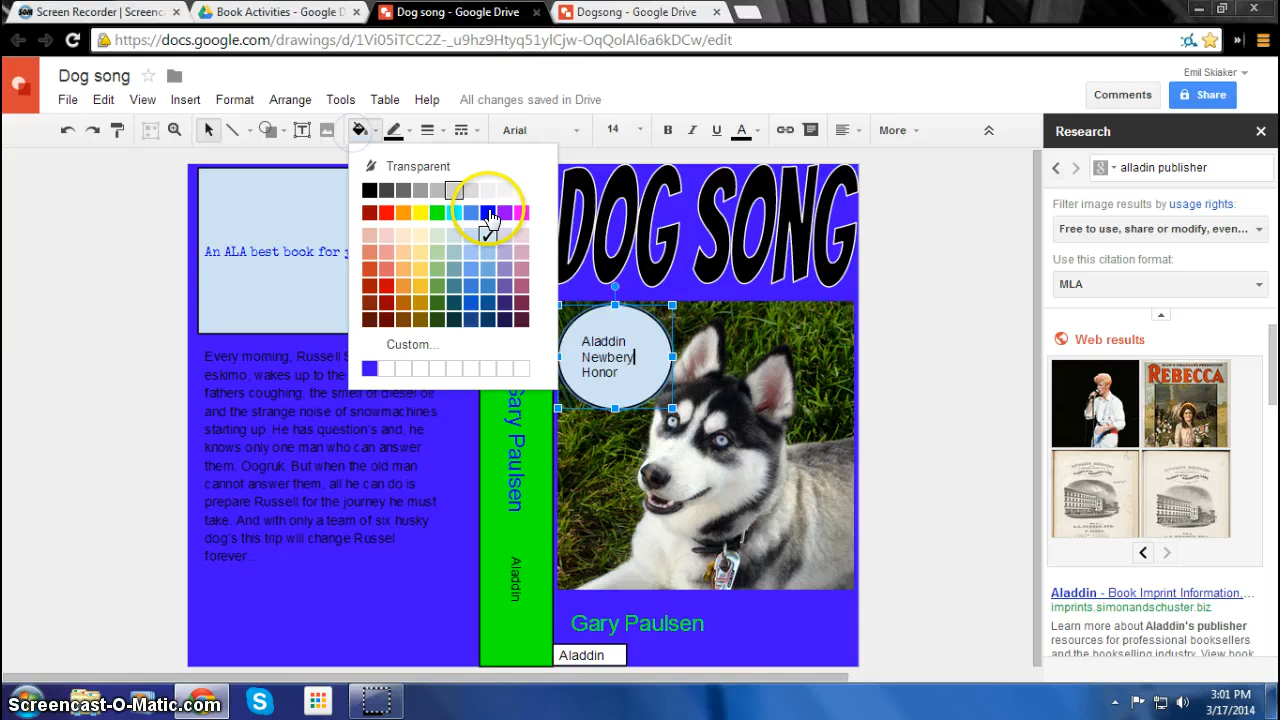 Screen Recorder | Screenca
Book Activities - Google D
Dog song - Google Drive
Dogsong - Google Drive
https://docs.google.com/drawings/d/1Vi05iTCC2Z-_u9hz9Htyq51ylCjw-OqQolAl6a6kDCw/edit
Dog song
Emil Skiaker
File Edit View Insert Format Arrange Tools Table Help All changes saved in Drive
Comments
Share
Arial
14
B I U A
More
Research
Transparent
Custom...
alladin publisher
Filter image results by usage rights:
Free to use, share or modify, even...
Use this citation format:
MLA
Web results
REBECCA
Aladdin - Book Imprint Information, ...
imprints.simonandschuster.biz
Learn more about Aladdin's publisher
resources for professional booksellers
and the bookselling industry. View book
An ALA best book for y
Every morning, Russell S
eskimo, wakes up to the
fathers coughing, the smell of diesel oil
and the strange noise of snowmachines
starting up. He has question's and, he
knows only one man who can answer
them. Oogruk. But when the old man
cannot answer them, all he can do is
prepare Russell for the journey he must
take. And with only a team of six husky
dog's this trip will change Russel
forever...
Gary Paulsen
Aladdin
DOG SONG
Aladdin
Newbery
Honor
Gary Paulsen
Aladdin
Screencast-O-Matic.com
3:01 PM
3/17/2014